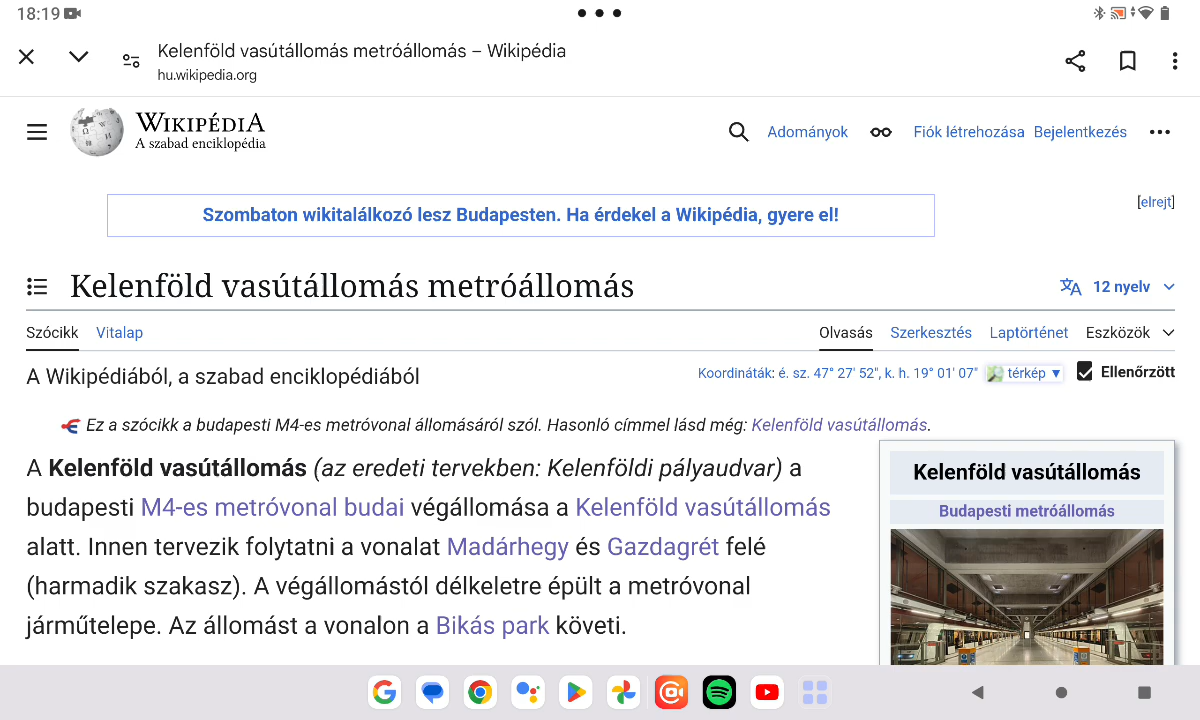 18:19
Kelenföld vasútállomás metróállomás – Wikipédia
hu.wikipedia.org
WIKIPÉDIA
A szabad enciklopédia
Adományok
Fiók létrehozása
Bejelentkezés
Szombaton wikitalálkozó lesz Budapesten. Ha érdekel a Wikipédia, gyere el!
[elrejt]
Kelenföld vasútállomás metróállomás
12 nyelv
Szócikk
Vitalap
Olvasás
Szerkesztés
Laptörténet
Eszközök
A Wikipédiából, a szabad enciklopédiából
Koordináták: é. sz. 47° 27′ 52″, k. h. 19° 01′ 07″
térkép ▼
Ellenőrzött
Ez a szócikk a budapesti M4-es metróvonal állomásáról szól. Hasonló címmel lásd még: Kelenföld vasútállomás.
A Kelenföld vasútállomás (az eredeti tervekben: Kelenföldi pályaudvar) a
budapesti M4-es metróvonal budai végállomása a Kelenföld vasútállomás
alatt. Innen tervezik folytatni a vonalat Madárhegy és Gazdagrét felé
(harmadik szakasz). A végállomástól délkeletre épült a metróvonal
járműtelepe. Az állomást a vonalon a Bikás park követi.
Kelenföld vasútállomás
Budapesti metróállomás